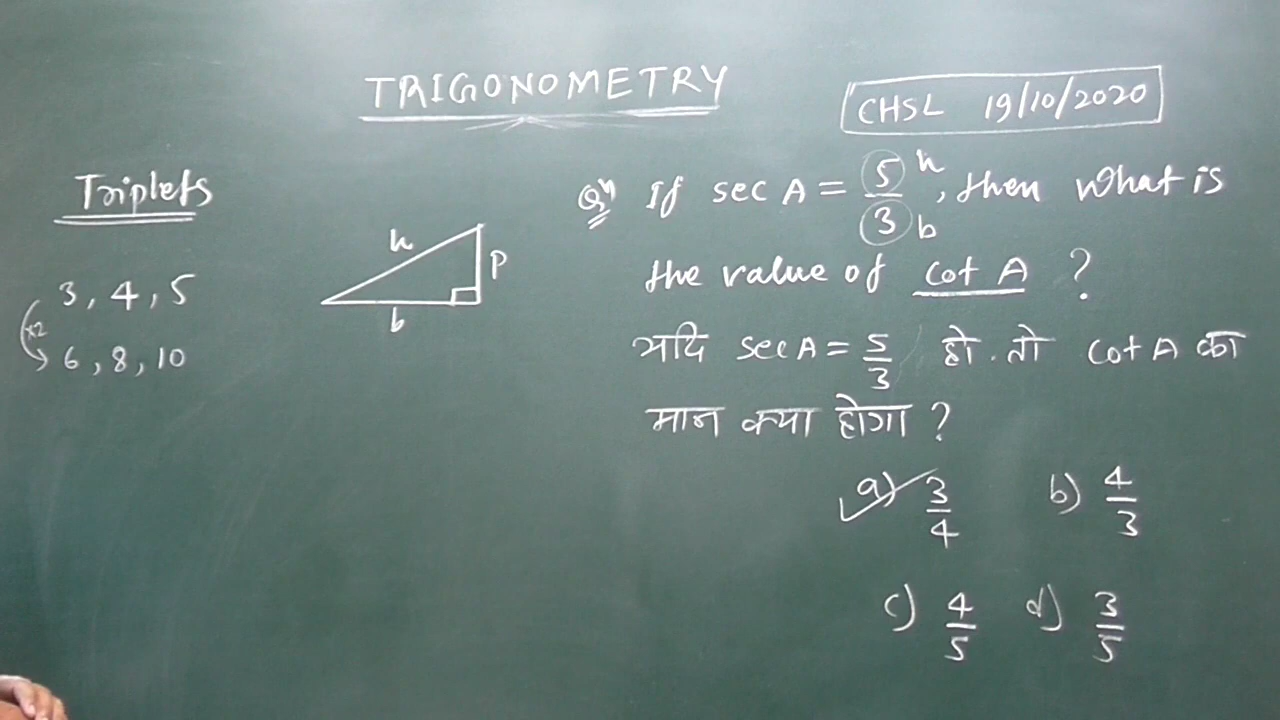 TRIGONOMETRY
CHSL 19/10/2020
Triplets
3, 4, 5
×2
6, 8, 10
h
P
b
Qn If sec A = 5/3 h b, then what is
the value of cot A ?
यदि sec A = 5/3 हो . तो cot A का
मान क्या होगा ?
a) 3/4 b) 4/3
c) 4/5 d) 3/5